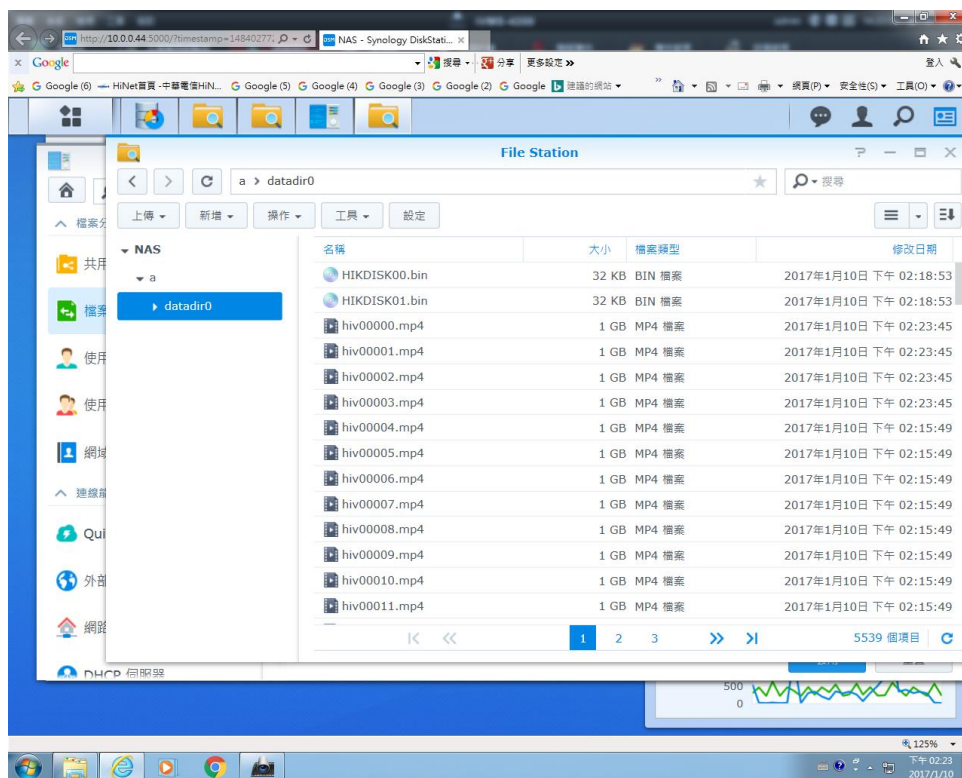 http://10.0.0.44:5000/?timestamp=14840277
NAS - Synology DiskStati...
Google
搜尋
分享
更多設定 »
登入
Google (6)
HiNet首頁 -中華電信HiN...
Google (5)
Google (4)
Google (3)
Google (2)
Google
建議的網站
網頁(P)
安全性(S)
工具(O)
File Station
a > datadir0
搜尋
上傳
新增
操作
工具
設定
檔案分
共用
檔案
使用
使用
網域
連線能
Qui
外部
網路
DHCP 伺服器
NAS
a
datadir0
名稱 大小 檔案類型 修改日期
HIKDISK00.bin 32 KB BIN 檔案 2017年1月10日 下午 02:18:53
HIKDISK01.bin 32 KB BIN 檔案 2017年1月10日 下午 02:18:53
hiv00000.mp4 1 GB MP4 檔案 2017年1月10日 下午 02:23:45
hiv00001.mp4 1 GB MP4 檔案 2017年1月10日 下午 02:23:45
hiv00002.mp4 1 GB MP4 檔案 2017年1月10日 下午 02:23:45
hiv00003.mp4 1 GB MP4 檔案 2017年1月10日 下午 02:23:45
hiv00004.mp4 1 GB MP4 檔案 2017年1月10日 下午 02:15:49
hiv00005.mp4 1 GB MP4 檔案 2017年1月10日 下午 02:15:49
hiv00006.mp4 1 GB MP4 檔案 2017年1月10日 下午 02:15:49
hiv00007.mp4 1 GB MP4 檔案 2017年1月10日 下午 02:15:49
hiv00008.mp4 1 GB MP4 檔案 2017年1月10日 下午 02:15:49
hiv00009.mp4 1 GB MP4 檔案 2017年1月10日 下午 02:15:49
hiv00010.mp4 1 GB MP4 檔案 2017年1月10日 下午 02:15:49
hiv00011.mp4 1 GB MP4 檔案 2017年1月10日 下午 02:15:49
1 2 3
5539 個項目
500
0
125%
下午 02:23
2017/1/10